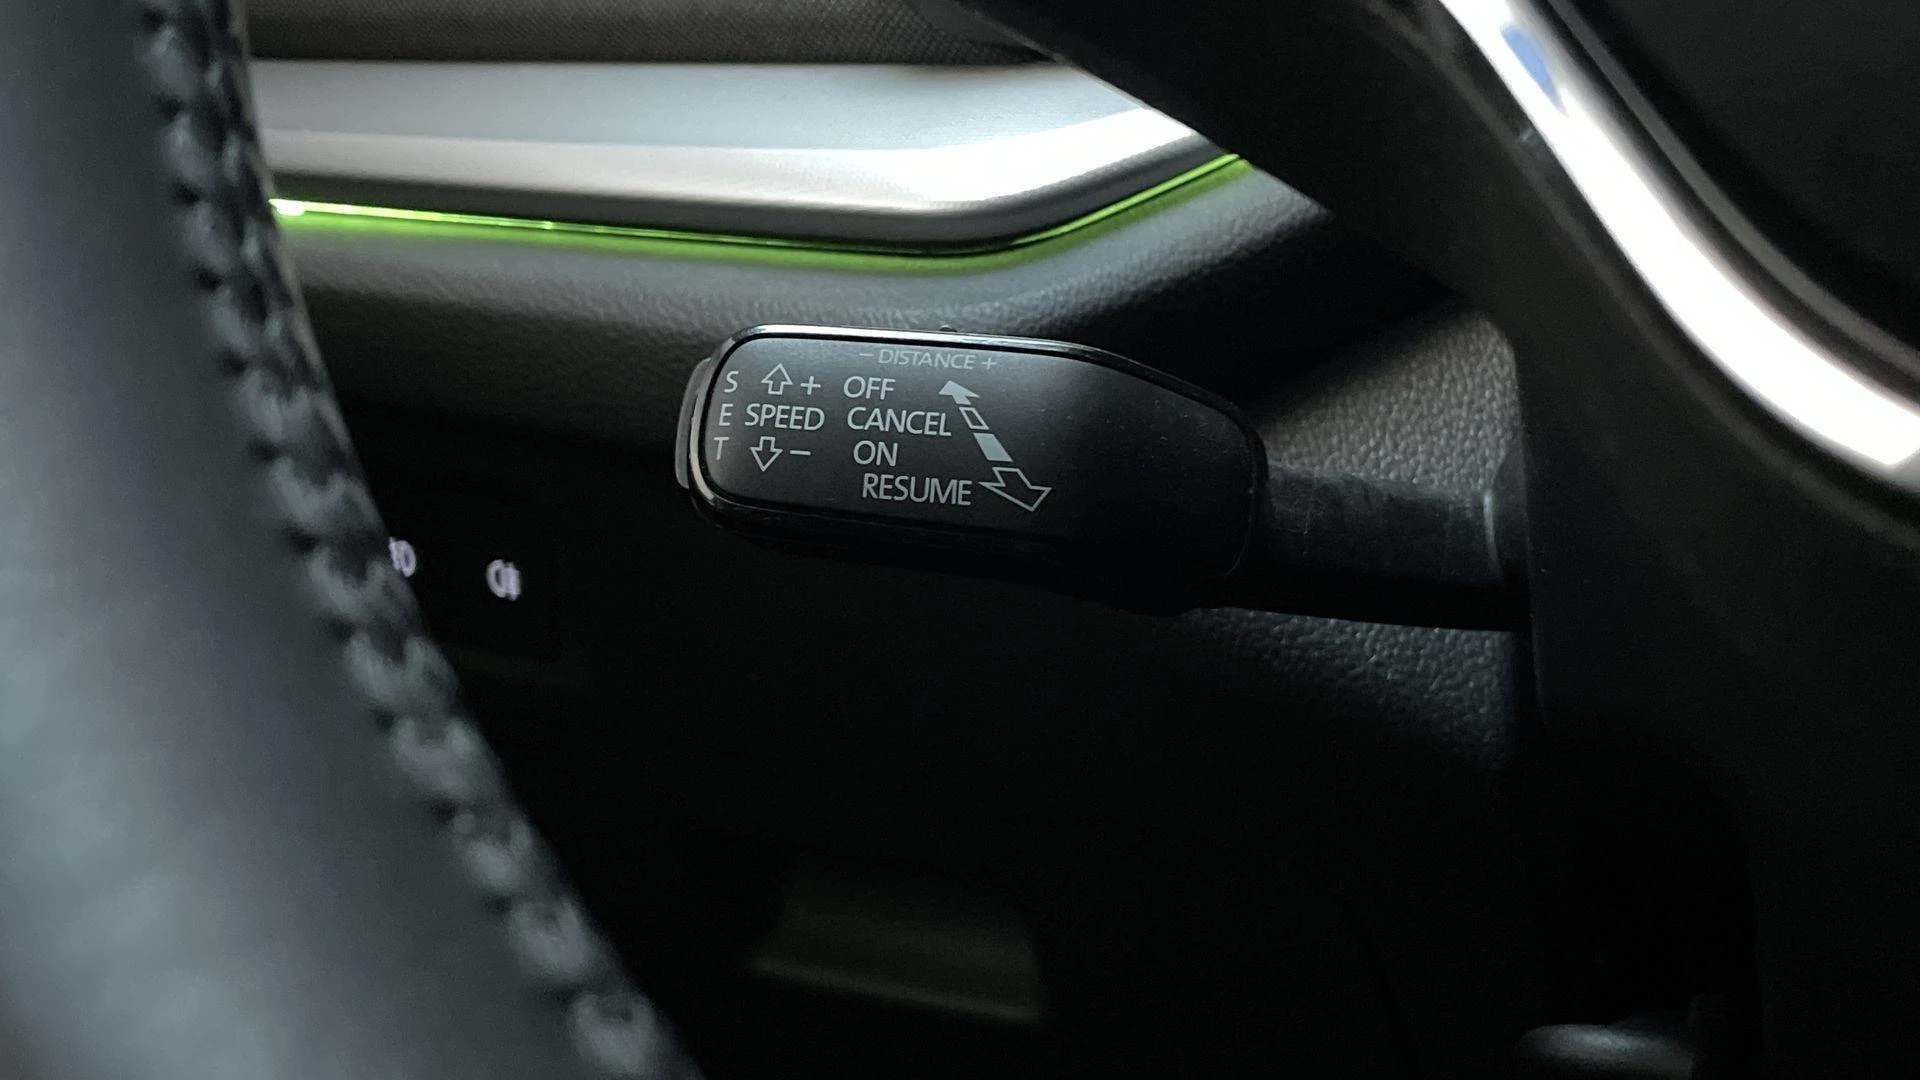 − DISTANCE +
S + OFF
E SPEED CANCEL
T − ON
RESUME